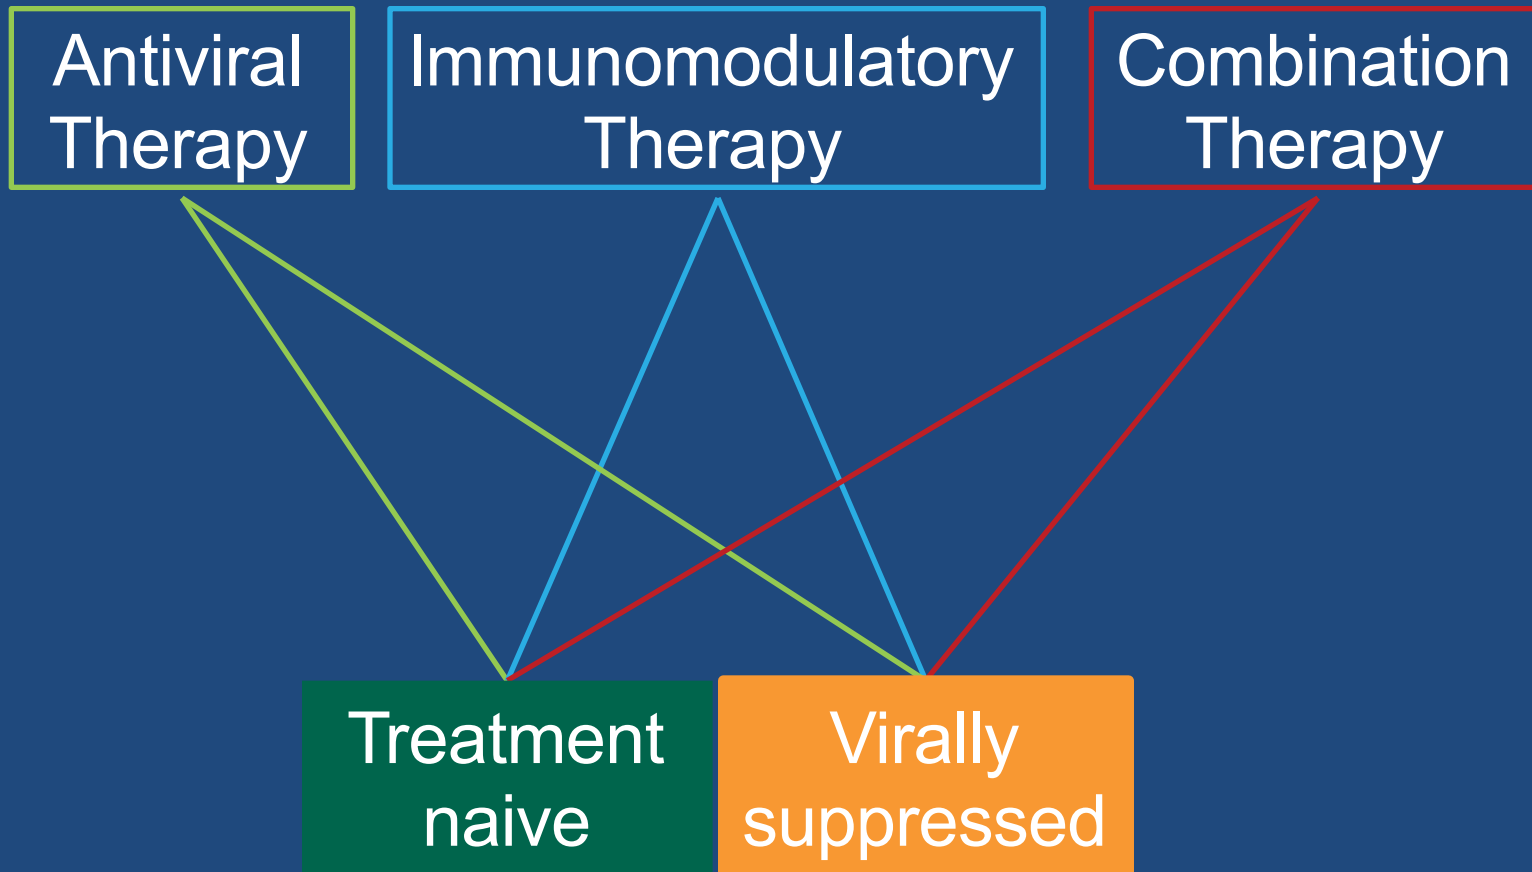 Antiviral
Therapy
Immunomodulatory
Therapy
Combination
Therapy
Treatment
naive
Virally
suppressed